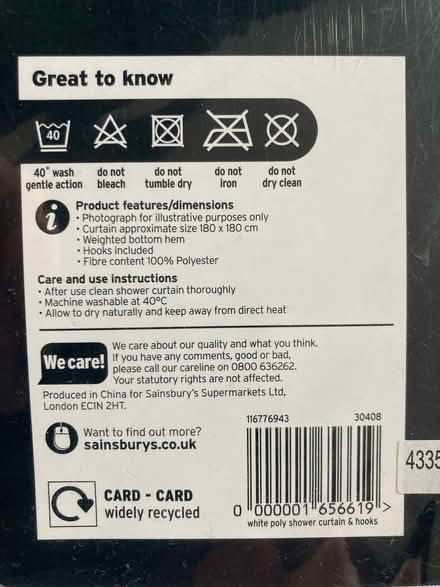 Great to know
40
40° wash
gentle action
do not
bleach
do not
tumble dry
do not
iron
do not
dry clean
i
Product features/dimensions
• Photograph for illustrative purposes only
• Curtain approximate size 180 x 180 cm
• Weighted bottom hem
• Hooks included
• Fibre content 100% Polyester
Care and use instructions
• After use clean shower curtain thoroughly
• Machine washable at 40°C
• Allow to dry naturally and keep away from direct heat
We care!
We care about our quality and what you think.
If you have any comments, good or bad,
please call our careline on 0800 636262.
Your statutory rights are not affected.
Produced in China for Sainsbury's Supermarkets Ltd,
London EC1N 2HT.
Want to find out more?
sainsburys.co.uk
CARD - CARD
widely recycled
116776943 30408
0 000001 656619 >
white poly shower curtain & hooks
4335